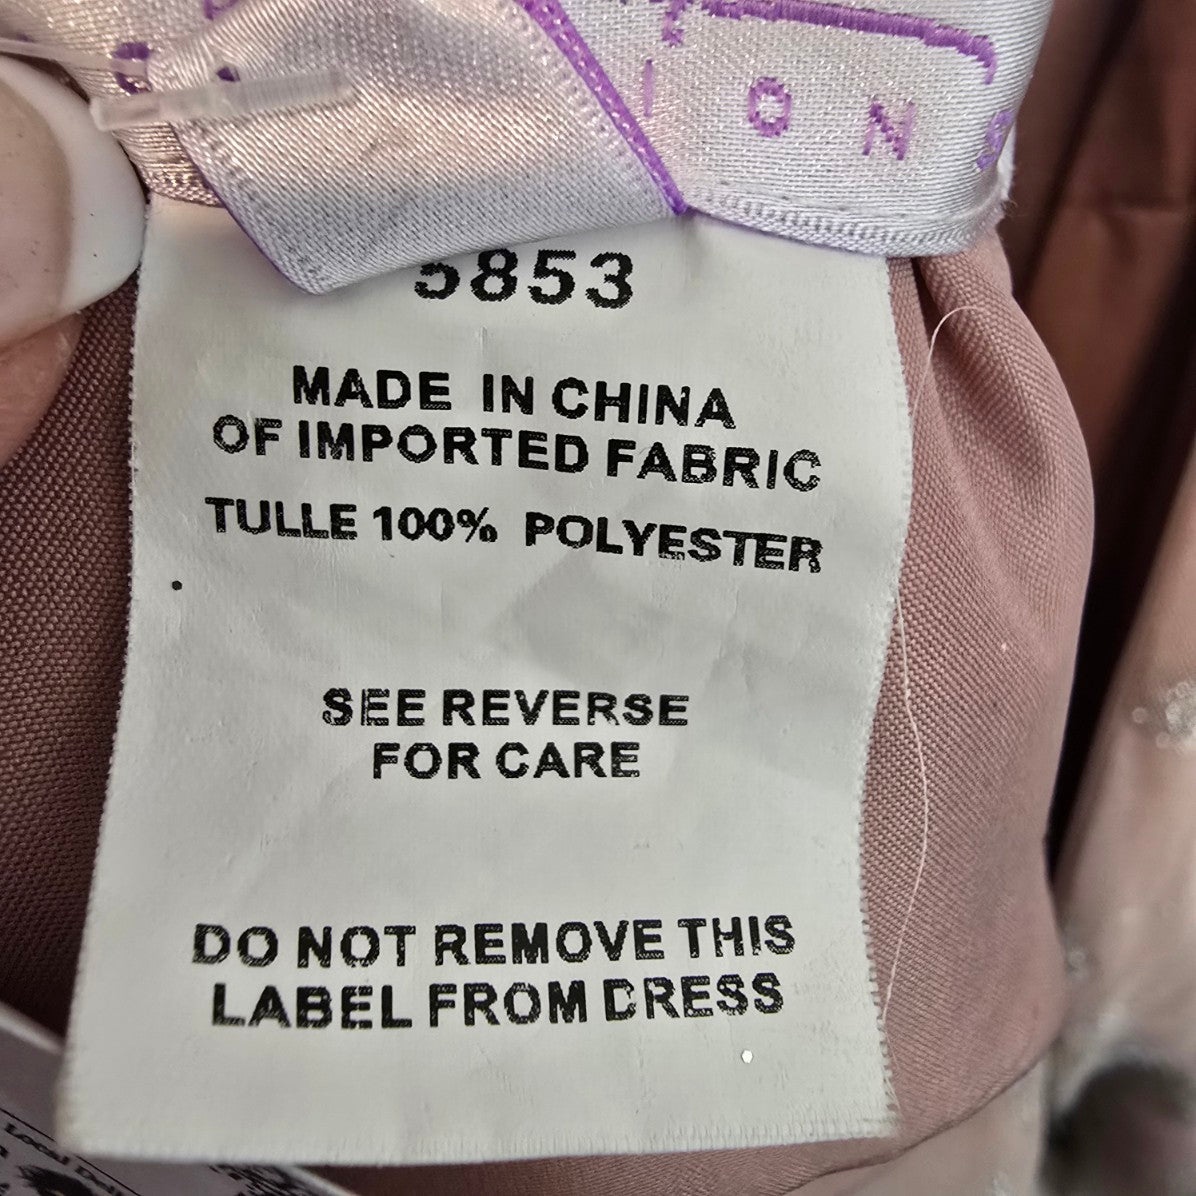 I O N S
5853
MADE IN CHINA
OF IMPORTED FABRIC
TULLE 100% POLYESTER
SEE REVERSE
FOR CARE
DO NOT REMOVE THIS
LABEL FROM DRESS
Local